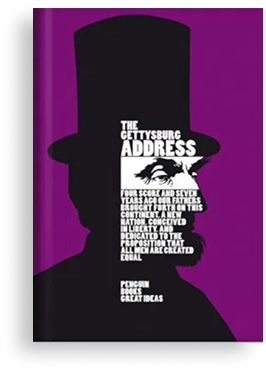 THE
GETTYSBURG
ADDRESS
FOUR SCORE AND SEVEN
YEARS AGO OUR FATHERS
BROUGHT FORTH ON THIS
CONTINENT, A NEW
NATION, CONCEIVED
IN LIBERTY, AND
DEDICATED TO THE
PROPOSITION THAT
ALL MEN ARE CREATED
EQUAL
PENGUIN
BOOKS
GREAT IDEAS